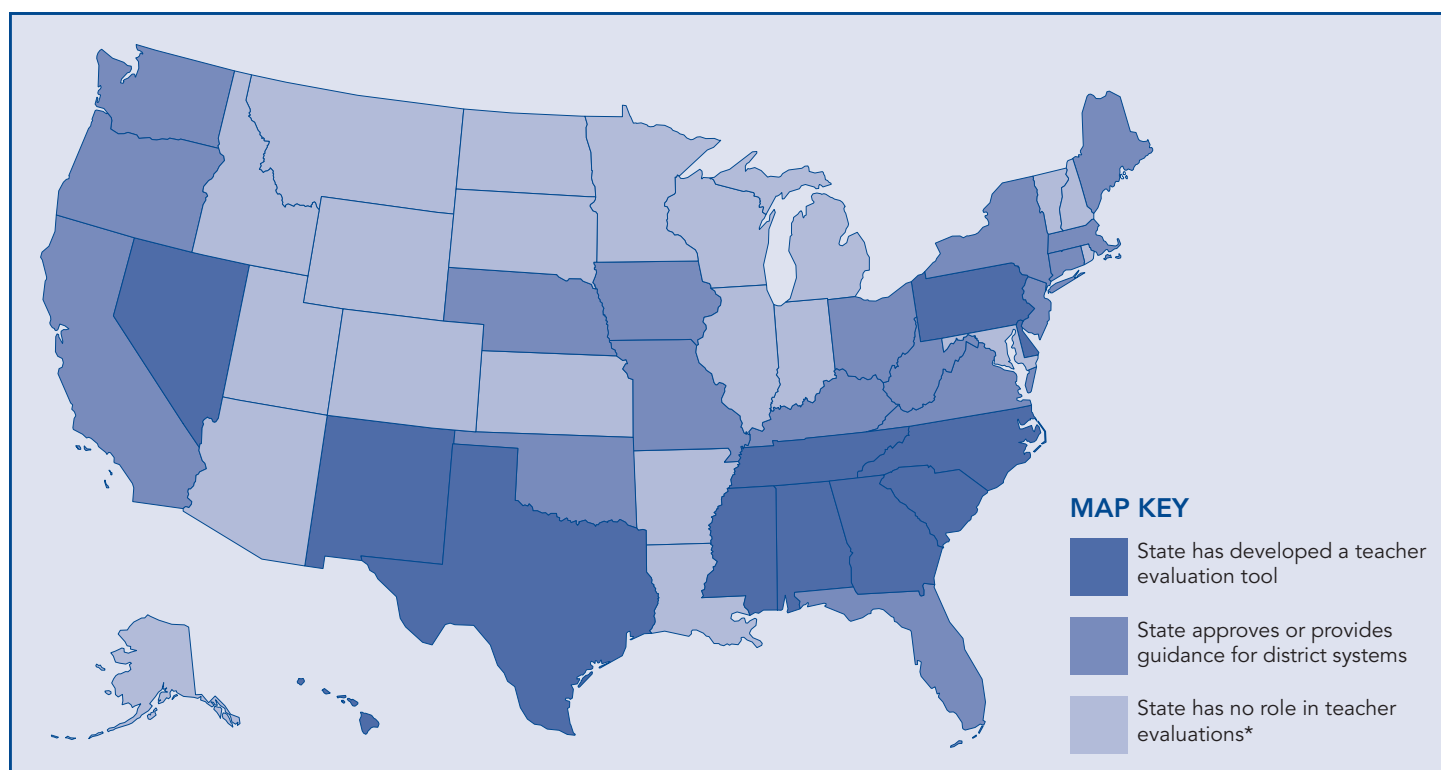 MAP KEY
State has developed a teacher
evaluation tool
State approves or provides
guidance for district systems
State has no role in teacher
evaluations*